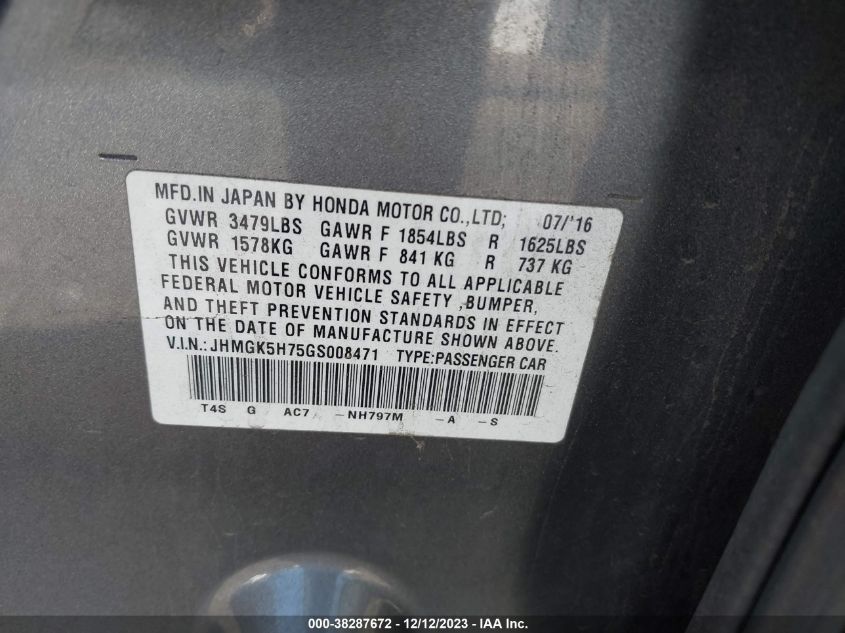 MFD.IN JAPAN BY HONDA MOTOR CO.,LTD; 07/'16
GVWR 3479LBS GAWR F 1854LBS R 1625LBS
GVWR 1578KG GAWR F 841 KG R 737 KG
THIS VEHICLE CONFORMS TO ALL APPLICABLE
FEDERAL MOTOR VEHICLE SAFETY ,BUMPER,
AND THEFT PREVENTION STANDARDS IN EFFECT
ON THE DATE OF MANUFACTURE SHOWN ABOVE.
V.I.N.: JHMGK5H75GS008471 TYPE:PASSENGER CAR
T4S G AC7 -NH797M -A -S
000-38287672 - 12/12/2023 - IAA Inc.